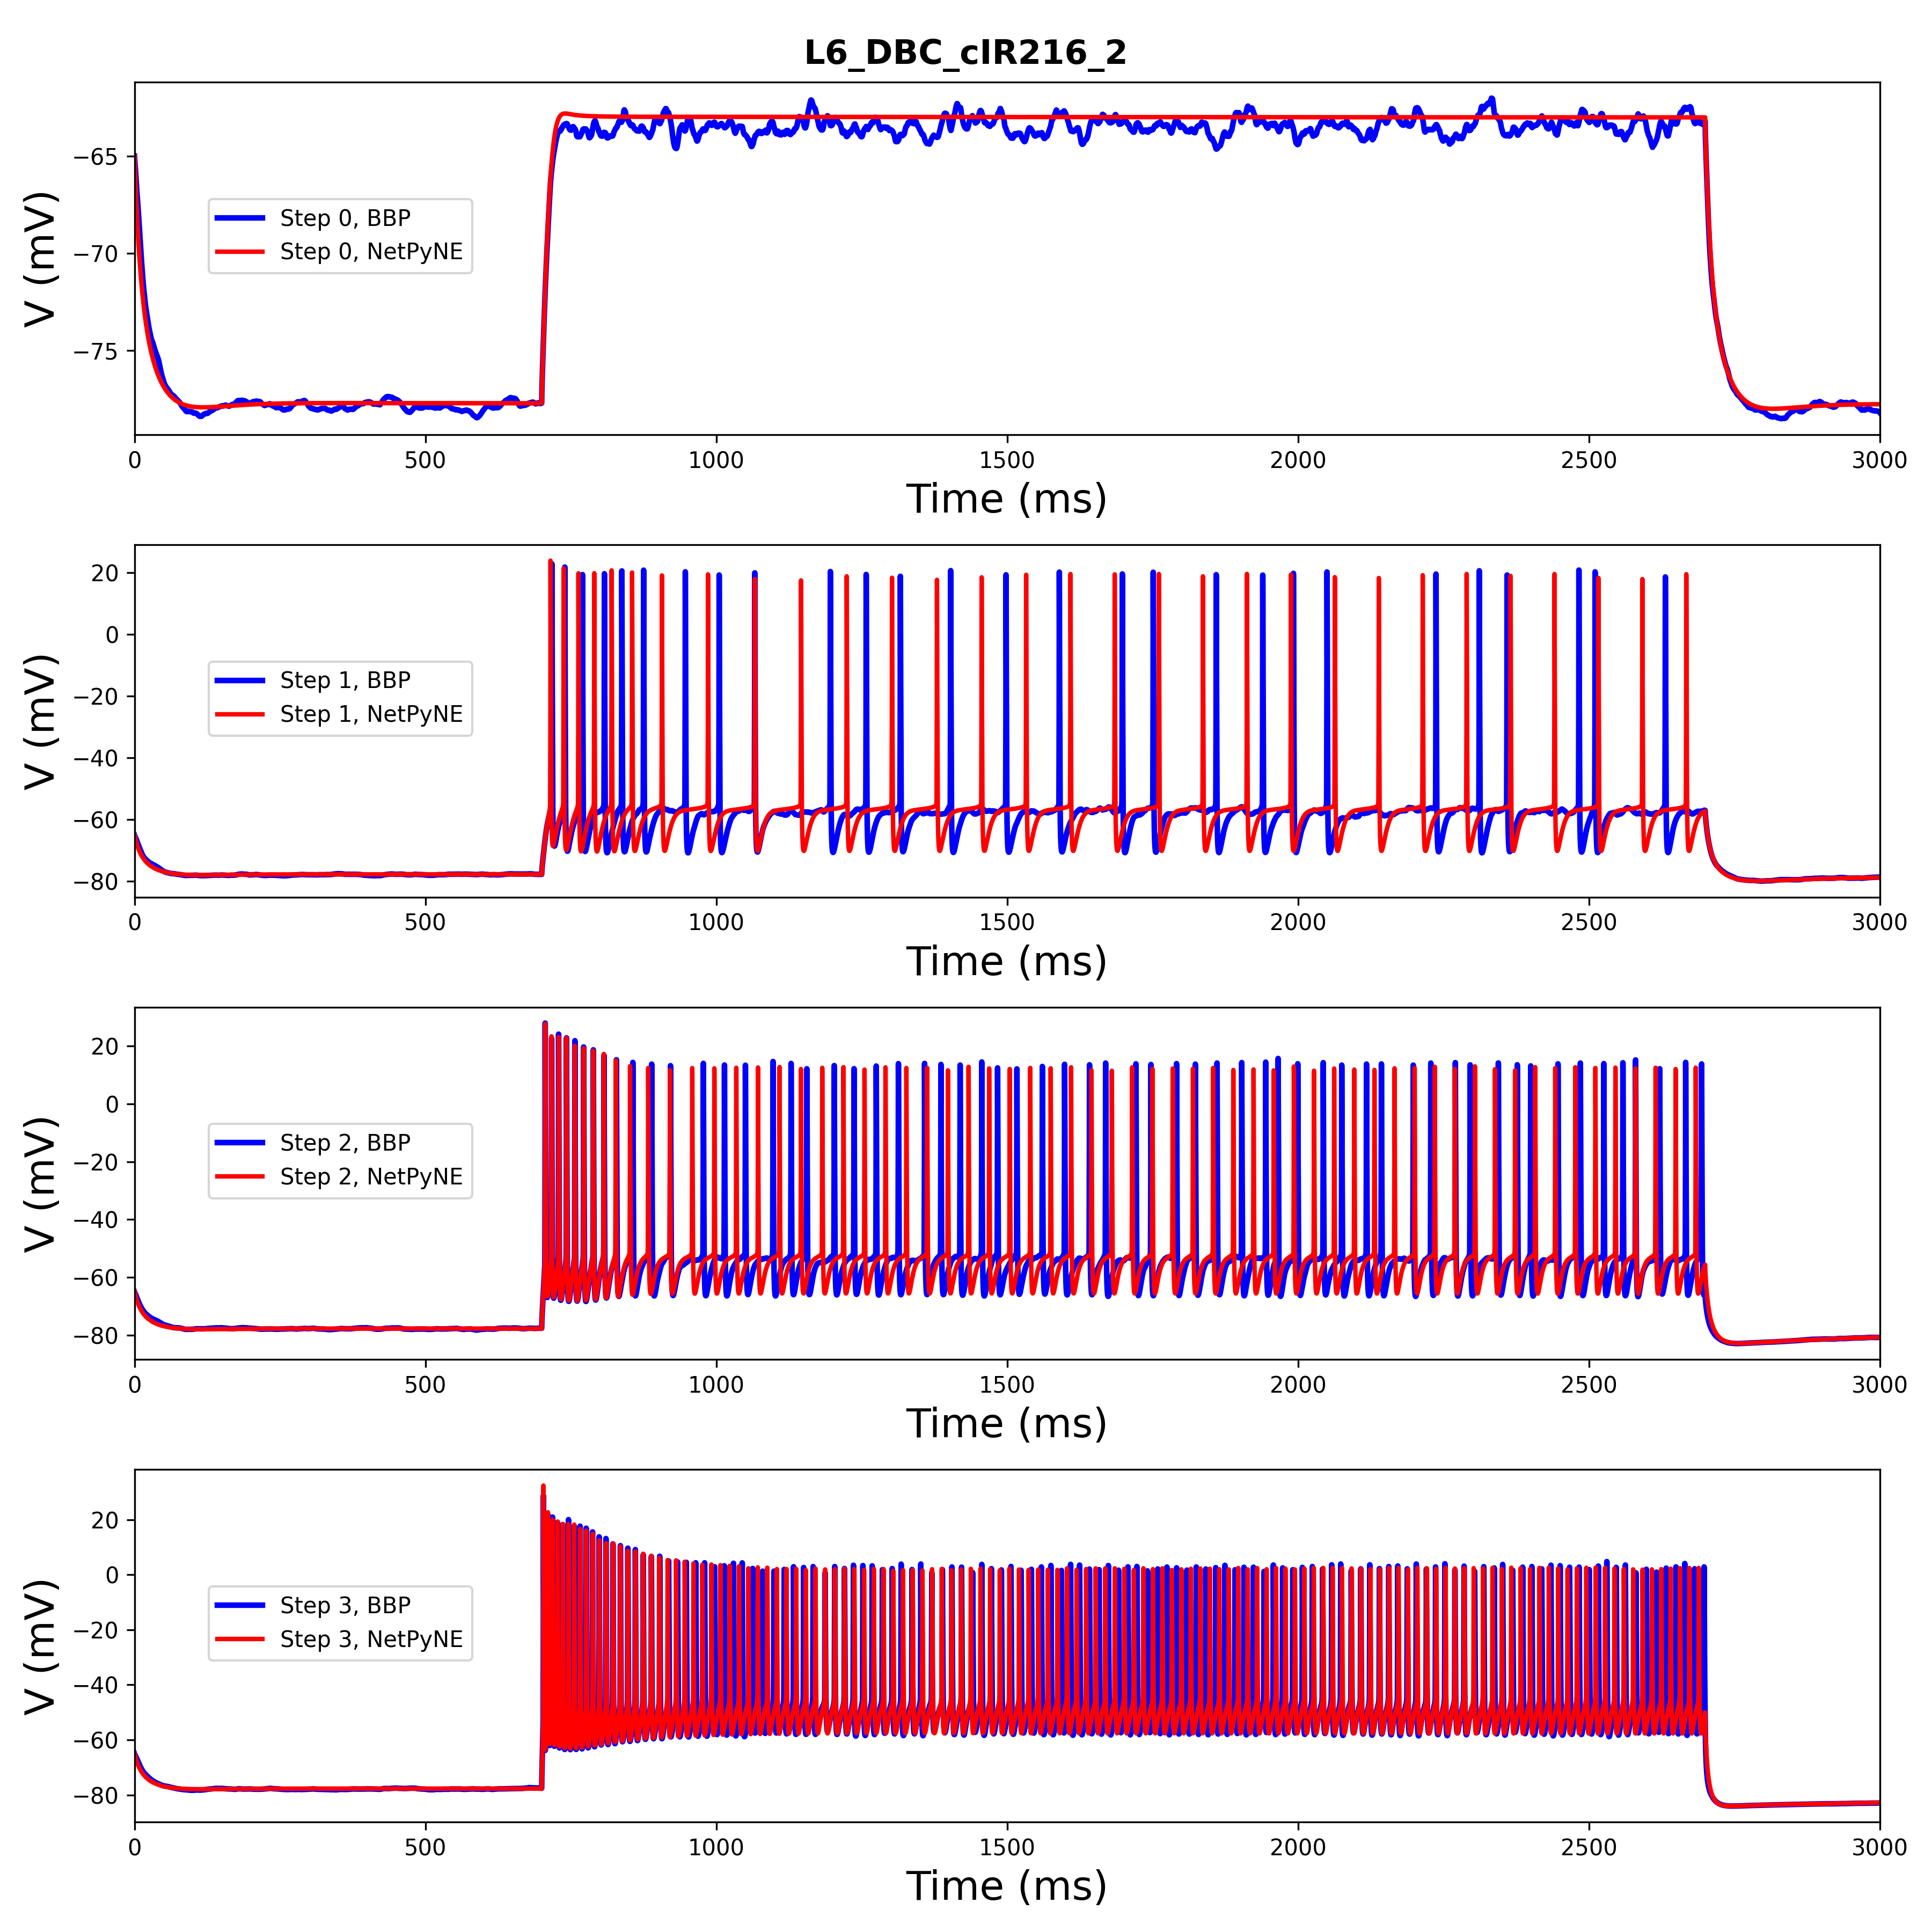 L6_DBC_cIR216_2
V (mV)
−65
−70
−75
Step 0, BBP
Step 0, NetPyNE
0 500 1000 1500 2000 2500 3000
Time (ms)
V (mV)
20
0
−20
−40
−60
−80
Step 1, BBP
Step 1, NetPyNE
0 500 1000 1500 2000 2500 3000
Time (ms)
V (mV)
20
0
−20
−40
−60
−80
Step 2, BBP
Step 2, NetPyNE
0 500 1000 1500 2000 2500 3000
Time (ms)
V (mV)
20
0
−20
−40
−60
−80
Step 3, BBP
Step 3, NetPyNE
0 500 1000 1500 2000 2500 3000
Time (ms)